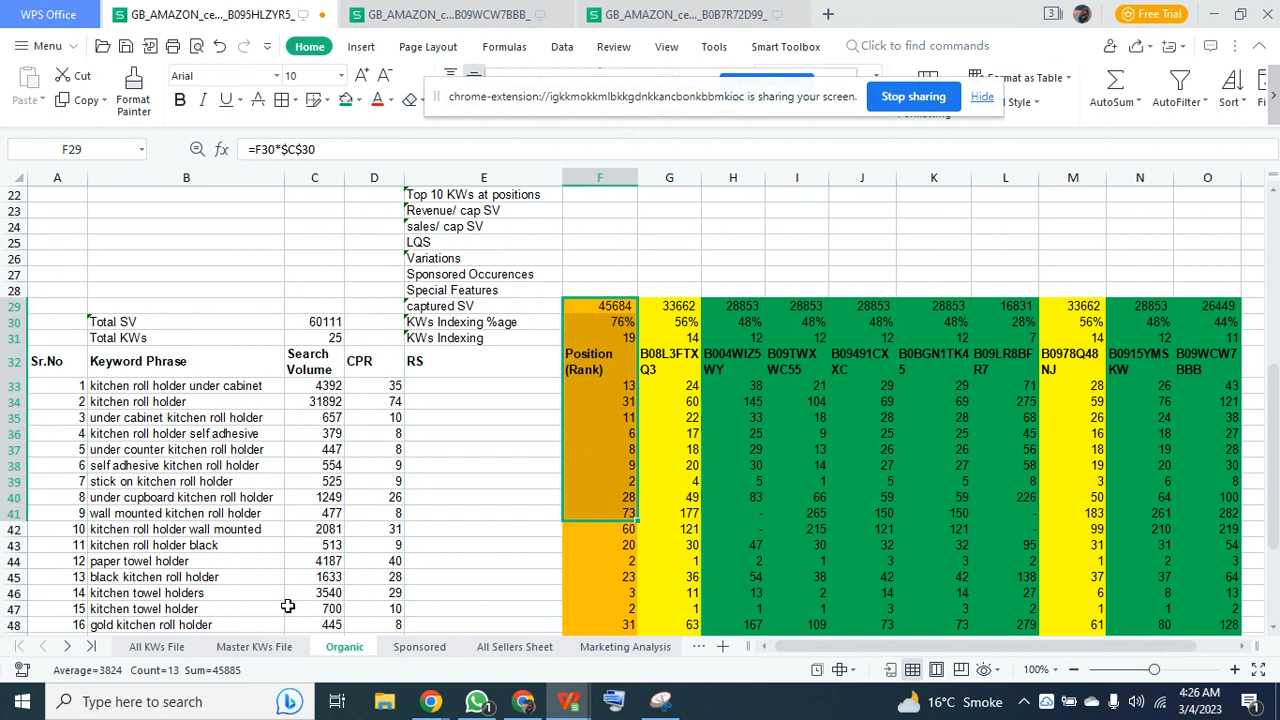 WPS Office GB_AMAZON_ce..._B095HLZYR5_ GB_AMAZON_ce...B09WCW7BBB_ GB_AMAZON_ce..._B0B7R72D99_ + 3 Free Trial
Menu Home Insert Page Layout Formulas Data Review View Tools Smart Toolbox Click to find commands
Paste Cut Copy Format Painter Arial 10 A+ A- B I U A AutoSum AutoFilter Sort Format as Table Style
chrome-extension://igkkmokkmlbkkgdnkkancbonkbbmkioc is sharing your screen. Stop sharing Hide
F29 =F30*$C$30
A B C D E F G H I J K L M N O
22 Top 10 KWs at positions
23 Revenue/ cap SV
24 sales/ cap SV
25 LQS
26 Variations
27 Sponsored Occurences
28 Special Features
29 captured SV 45684 33662 28853 28853 28853 28853 16831 33662 28853 26449
30 Total SV 60111 KWs Indexing %age 76% 56% 48% 48% 48% 48% 28% 56% 48% 44%
31 Total KWs 25 KWs Indexing 19 14 12 12 12 12 7 14 12 11
32 Sr.No Keyword Phrase Search Volume CPR RS Position (Rank) B08L3FTXQ3 B004WIZ5WY B09TWXWC55 B09491CXXC B0BGN1TK45 B09LR8BFR7 B0978Q48NJ B0915YMSKW B09WCW7BBB
33 1 kitchen roll holder under cabinet 4392 35 13 24 38 21 29 29 71 28 26 43
34 2 kitchen roll holder 31892 74 31 60 145 104 69 69 275 59 76 121
35 3 under cabinet kitchen roll holder 657 10 11 22 33 18 28 28 68 26 24 38
36 4 kitchen roll holder self adhesive 379 8 6 17 25 9 25 25 45 16 18 27
37 5 under counter kitchen roll holder 447 8 8 18 29 13 26 26 56 18 19 28
38 6 self adhesive kitchen roll holder 554 9 9 20 30 14 27 27 58 19 20 30
39 7 stick on kitchen roll holder 525 9 2 4 5 1 5 5 8 3 6 8
40 8 under cupboard kitchen roll holder 1249 26 28 49 83 66 59 59 226 50 64 100
41 9 wall mounted kitchen roll holder 477 8 73 177 - 265 150 150 - 183 261 282
42 10 kitchen roll holder wall mounted 2081 31 60 121 - 215 121 121 - 99 210 219
43 11 kitchen roll holder black 513 9 20 30 47 30 32 32 95 31 31 54
44 12 paper towel holder 4187 40 2 1 2 1 3 3 2 1 2 3
45 13 black kitchen roll holder 1633 28 23 36 54 38 42 42 138 37 37 64
46 14 kitchen towel holders 3540 29 3 11 13 2 14 14 27 6 8 13
47 15 kitchen towel holder 700 10 2 1 1 1 3 3 2 1 1 2
48 16 gold kitchen roll holder 445 8 31 63 167 109 73 73 279 51 80 128
All KWs File Master KWs File Organic Sponsored All Sellers Sheet Marketing Analysis ... +
Average=3824 Count=13 Sum=45885 100% - +
Type here to search 1 16°C Smoke 4:26 AM
3/4/2023